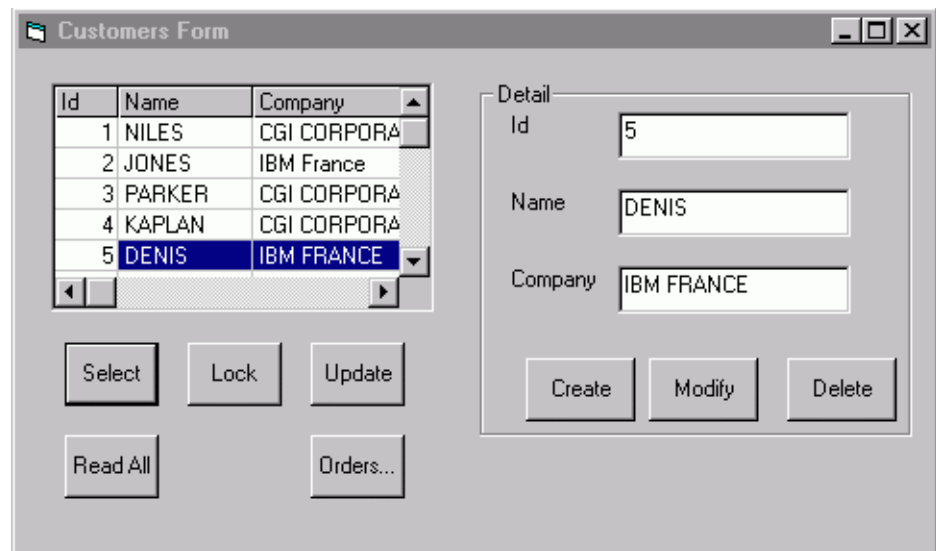 Customers Form
Id Name Company
1 NILES CGI CORPORA
2 JONES IBM France
3 PARKER CGI CORPORA
4 KAPLAN CGI CORPORA
5 DENIS IBM FRANCE
Select Lock Update
Read All Orders...
Detail
Id 5
Name DENIS
Company IBM FRANCE
Create Modify Delete